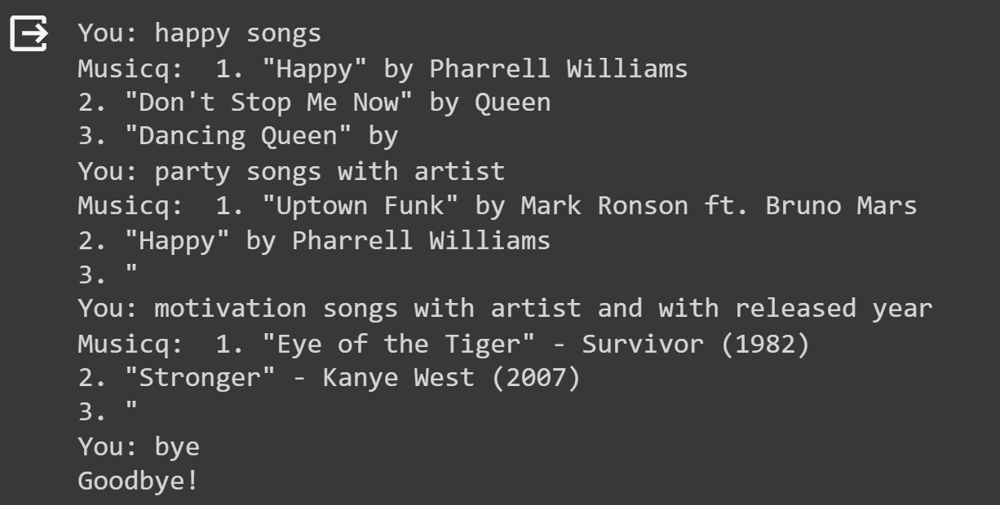 You: happy songs
Musicq:  1. "Happy" by Pharrell Williams
2. "Don't Stop Me Now" by Queen
3. "Dancing Queen" by
You: party songs with artist
Musicq:  1. "Uptown Funk" by Mark Ronson ft. Bruno Mars
2. "Happy" by Pharrell Williams
3. "
You: motivation songs with artist and with released year
Musicq:  1. "Eye of the Tiger" - Survivor (1982)
2. "Stronger" - Kanye West (2007)
3. "
You: bye
Goodbye!